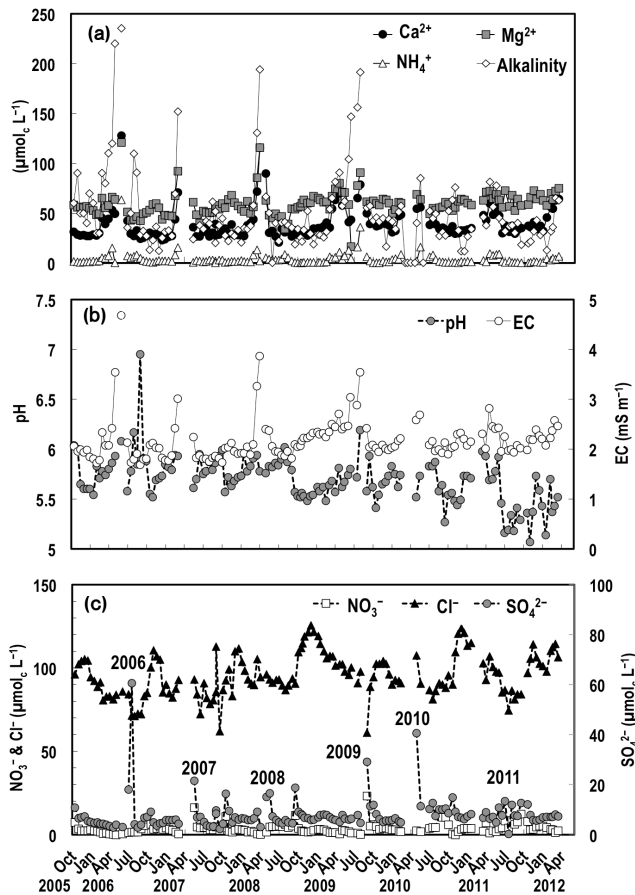 (a)
Ca²⁺ Mg²⁺
NH₄⁺ Alkalinity
250
200
150
100
50
0
(μmol꜀ L⁻¹)
(b)
pH EC
7.5
7
6.5
6
5.5
5
pH
5
4
3
2
1
0
EC (mS m⁻¹)
(c)
NO₃⁻ Cl⁻ SO₄²⁻
150
100
50
0
NO₃⁻ & Cl⁻ (μmol꜀ L⁻¹)
100
80
60
40
20
0
SO₄²⁻ (μmol꜀ L⁻¹)
2006
2007
2008
2009
2010
2011
Oct Jan Apr Jul Oct Jan Apr Jul Oct Jan Apr Jul Oct Jan Apr Jul Oct Jan Apr Jul Oct Jan Apr Jul Oct Jan Apr
2005 2006 2007 2008 2009 2010 2011 2012